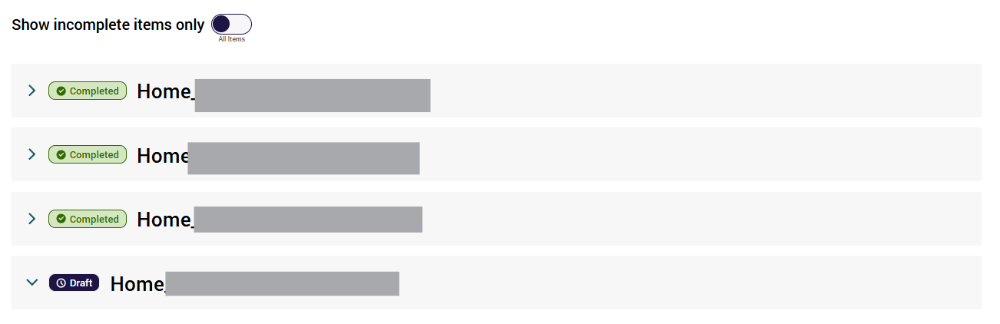 Show incomplete items only
All Items
Completed Home_
Completed Home
Completed Home_
Draft Home_